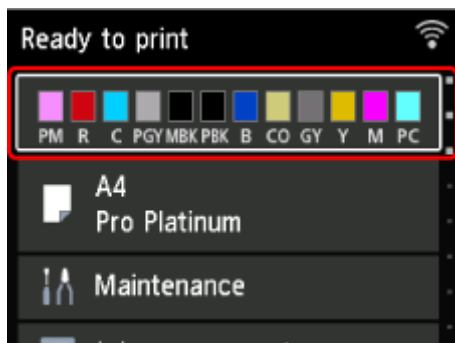 Ready to print
PM R C PGY MBK PBK B CO GY Y M PC
A4
Pro Platinum
Maintenance